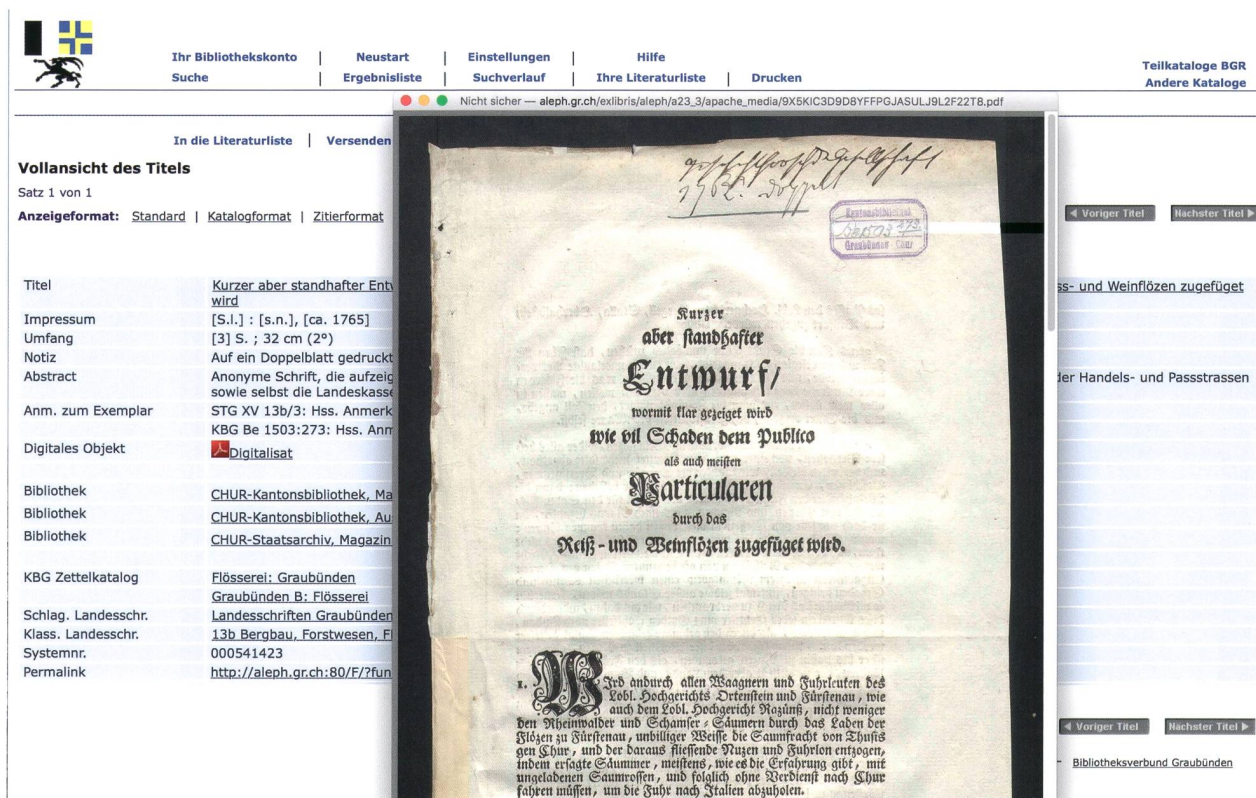 Ihr Bibliothekskonto | Neustart | Einstellungen | Hilfe
Suche | Ergebnisliste | Suchverlauf | Ihre Literaturliste | Drucken
Teilkataloge BGR
Andere Kataloge
Nicht sicher — aleph.gr.ch/exlibris/aleph/a23_3/apache_media/9X5KIC3D9D8YFFPGJASULJ9L2F22T8.pdf
In die Literaturliste | Versenden
Vollansicht des Titels
Satz 1 von 1
Anzeigeformat: Standard | Katalogformat | Zitierformat
Voriger Titel Nächster Titel
Titel Kurzer aber standhafter Entw ss- und Weinflözen zugefüget
wird
Impressum [S.l.] : [s.n.], [ca. 1765]
Umfang [3] S. ; 32 cm (2°)
Notiz Auf ein Doppelblatt gedruckt
Abstract Anonyme Schrift, die aufzeig der Handels- und Passstrassen
sowie selbst die Landeskasse
Anm. zum Exemplar STG XV 13b/3: Hss. Anmerk
KBG Be 1503:273: Hss. Anm
Digitales Objekt Digitalisat
Bibliothek CHUR-Kantonsbibliothek, Ma
Bibliothek CHUR-Kantonsbibliothek, Au
Bibliothek CHUR-Staatsarchiv, Magazin
KBG Zettelkatalog Flösserei: Graubünden
Graubünden B: Flösserei
Schlag. Landesschr. Landesschriften Graubünden
Klass. Landesschr. 13b Bergbau, Forstwesen, Fl
Systemnr. 000541423
Permalink http://aleph.gr.ch:80/F/?fun
Voriger Titel Nächster Titel
Bibliotheksverbund Graubünden
1762. Doppelt
Kantonsbibliothek
Graubünden Chur
Kurzer
aber standhafter
Entwurf/
wormit klar gezeiget wird
wie vil Schaden dem Publico
als auch meisten
Particularen
durch das
Reiß- und Weinflözen zugefüget wird.
1. WIrd andurch allen Waagnern und Fuhrleuten des
Lobl. Hochgerichts Ortenstein und Fürstenau, wie
auch dem Lobl. Hochgericht Razünß, nicht weniger
den Rheinwalder und Schamser-Säumern durch das Laden der
Flözen zu Fürstenau, unbilliger Weisse die Saumfracht von Thusis
gen Chur, und der daraus fliessende Nuzen und Fuhrlon entzogen,
indem ersagte Säummer, meistens, wie es die Erfahrung gibt, mit
ungeladenen Saumrossen, und folglich ohne Verdienst nach Chur
fahren müssen, um die Fuhr nach Italien abzuholen.